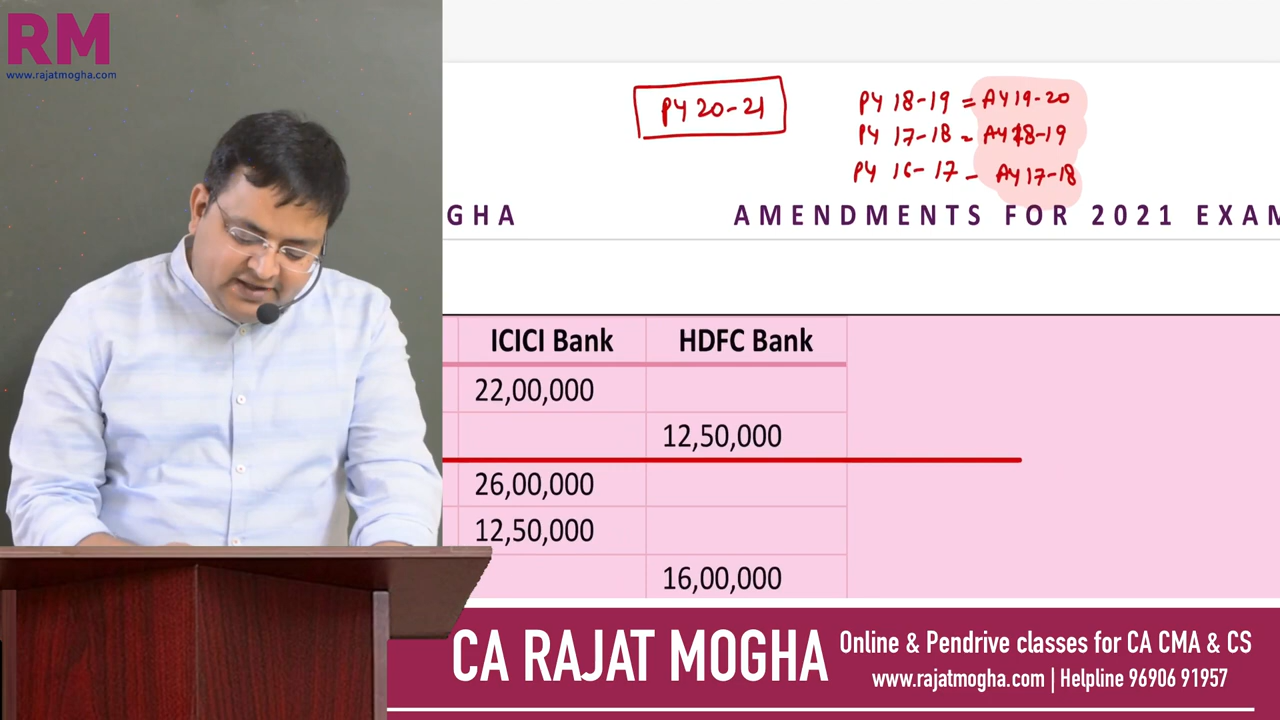 RM
www.rajatmogha.com
PY 20-21
PY 18-19 = AY 19-20
PY 17-18 = AY 18-19
PY 16-17 - AY 17-18
GHA AMENDMENTS FOR 2021 EXAM
ICICI Bank HDFC Bank
22,00,000
12,50,000
26,00,000
12,50,000
16,00,000
CA RAJAT MOGHA
Online & Pendrive classes for CA CMA & CS
www.rajatmogha.com | Helpline 96906 91957